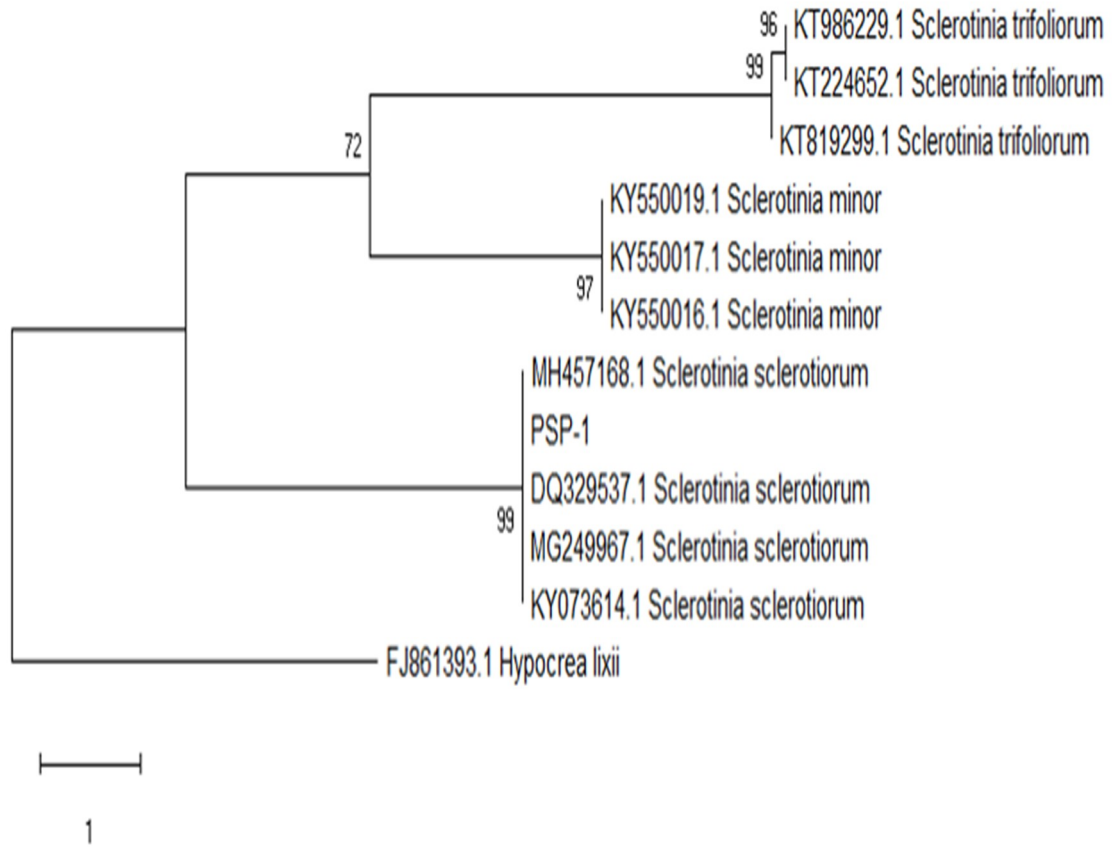 96
KT986229.1 Sclerotinia trifoliorum
99
KT224652.1 Sclerotinia trifoliorum
KT819299.1 Sclerotinia trifoliorum
72
KY550019.1 Sclerotinia minor
KY550017.1 Sclerotinia minor
97
KY550016.1 Sclerotinia minor
MH457168.1 Sclerotinia sclerotiorum
PSP-1
DQ329537.1 Sclerotinia sclerotiorum
99
MG249967.1 Sclerotinia sclerotiorum
KY073614.1 Sclerotinia sclerotiorum
FJ861393.1 Hypocrea lixii
1